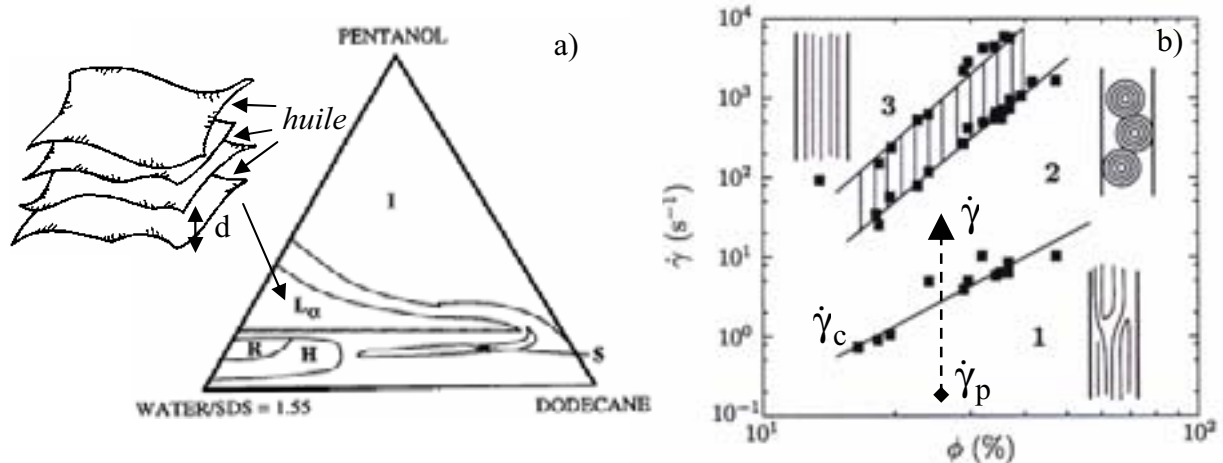 PENTANOL
a)
huile
d
1
Lα
R
H
S
WATER/SDS = 1.55
DODECANE
b)
10⁴
10³
10²
10¹
10⁰
10⁻¹
γ̇ (s⁻¹)
3
2
γ̇
γ̇c
1
γ̇p
10¹
ϕ (%)
10²